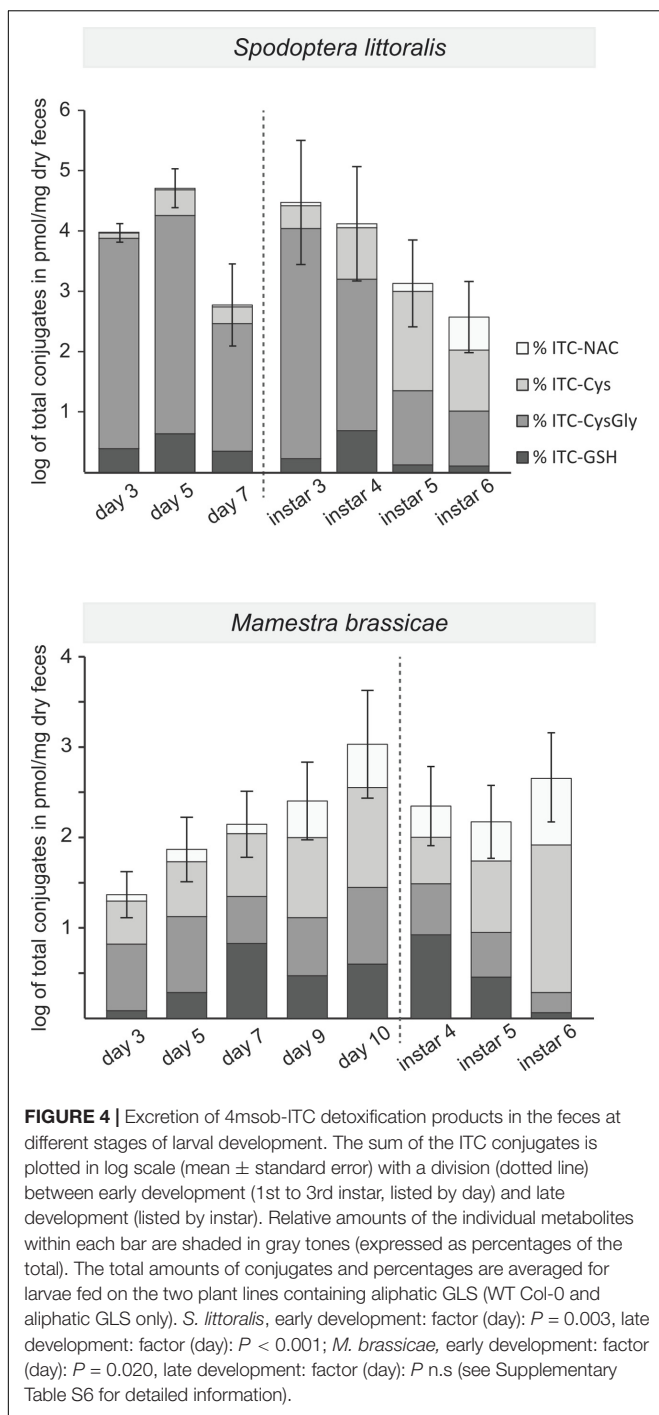 Spodoptera littoralis
log of total conjugates in pmol/mg dry feces
6
5
4
3
2
1
% ITC-NAC
% ITC-Cys
% ITC-CysGly
% ITC-GSH
day 3
day 5
day 7
instar 3
instar 4
instar 5
instar 6
Mamestra brassicae
log of total conjugates in pmol/mg dry feces
4
3
2
1
day 3
day 5
day 7
day 9
day 10
instar 4
instar 5
instar 6
FIGURE 4 | Excretion of 4msob-ITC detoxification products in the feces at
different stages of larval development. The sum of the ITC conjugates is
plotted in log scale (mean ± standard error) with a division (dotted line)
between early development (1st to 3rd instar, listed by day) and late
development (listed by instar). Relative amounts of the individual metabolites
within each bar are shaded in gray tones (expressed as percentages of the
total). The total amounts of conjugates and percentages are averaged for
larvae fed on the two plant lines containing aliphatic GLS (WT Col-0 and
aliphatic GLS only). S. littoralis, early development: factor (day): P = 0.003, late
development: factor (day): P < 0.001; M. brassicae, early development: factor
(day): P = 0.020, late development: factor (day): P n.s (see Supplementary
Table S6 for detailed information).